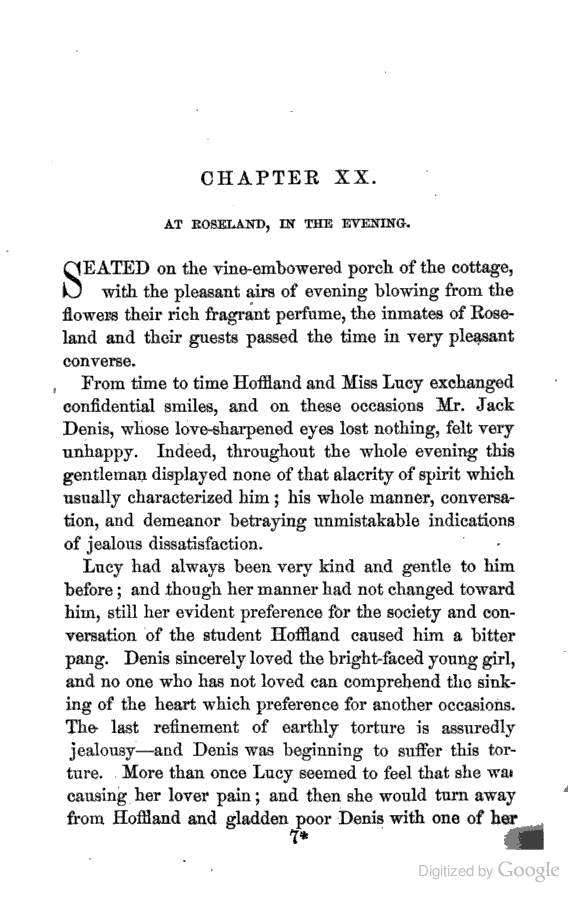 CHAPTER XX.
AT ROSELAND, IN THE EVENING.
SEATED on the vine-embowered porch of the cottage,
with the pleasant airs of evening blowing from the
flowers their rich fragrant perfume, the inmates of Rose-
land and their guests passed the time in very pleasant
converse.
From time to time Hoffland and Miss Lucy exchanged
confidential smiles, and on these occasions Mr. Jack
Denis, whose love-sharpened eyes lost nothing, felt very
unhappy. Indeed, throughout the whole evening this
gentleman displayed none of that alacrity of spirit which
usually characterized him; his whole manner, conversa-
tion, and demeanor betraying unmistakable indications
of jealous dissatisfaction.
Lucy had always been very kind and gentle to him
before; and though her manner had not changed toward
him, still her evident preference for the society and con-
versation of the student Hoffland caused him a bitter
pang. Denis sincerely loved the bright-faced young girl,
and no one who has not loved can comprehend the sink-
ing of the heart which preference for another occasions.
The last refinement of earthly torture is assuredly
jealousy—and Denis was beginning to suffer this tor-
ture. More than once Lucy seemed to feel that she was
causing her lover pain; and then she would turn away
from Hoffland and gladden poor Denis with one of her
7*
Digitized by Google